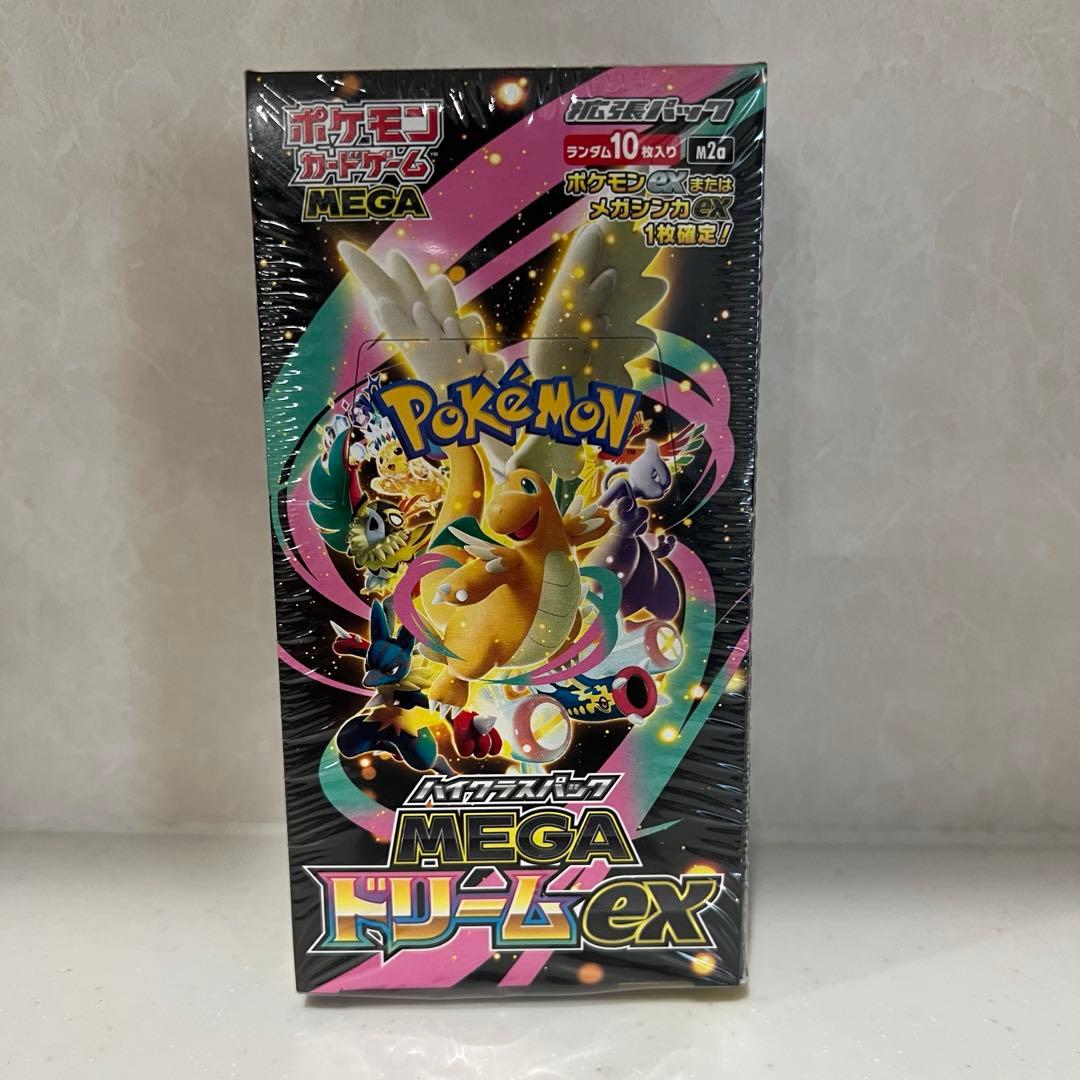 ポケモン
カードゲーム™
MEGA
拡張パック
ランダム10枚入り M2a
ポケモンexまたは
メガシンカex
1枚確定!
POKéMON™
ハイクラスパック
MEGA
ドリームex